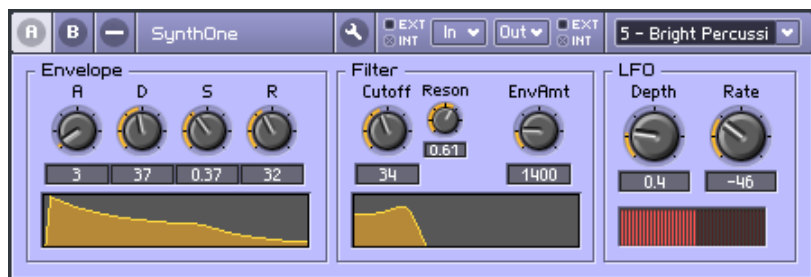 A B SynthOne EXT INT In Out EXT INT 5 - Bright Percussi
Envelope Filter LFO
A D S R Cutoff Reson EnvAmt Depth Rate
0.61
3 37 0.37 32 34 1400 0.4 -46